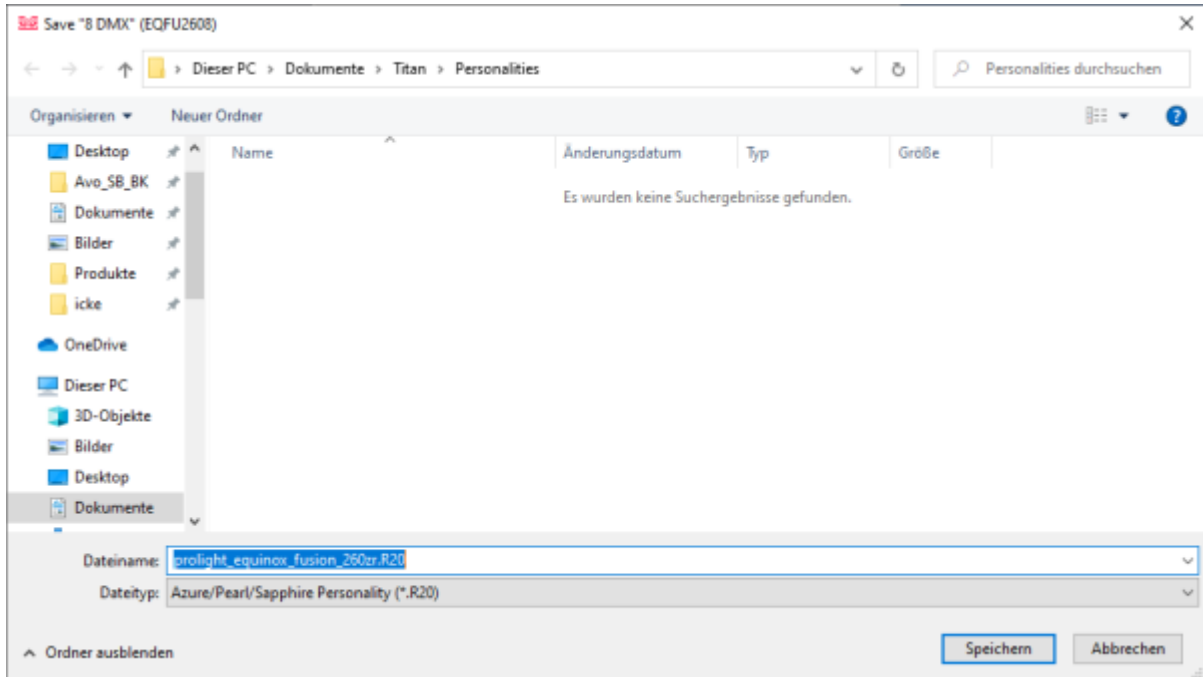 Save "8 DMX" (EQFU2608)
Dieser PC > Dokumente > Titan > Personalities
Personalities durchsuchen
Organisieren
Neuer Ordner
Desktop
Avo_SB_BK
Dokumente
Bilder
Produkte
icke
OneDrive
Dieser PC
3D-Objekte
Bilder
Desktop
Dokumente
Name
Änderungsdatum
Typ
Größe
Es wurden keine Suchergebnisse gefunden.
Dateiname: prolight_equinox_fusion_260zr.R20
Dateityp: Azure/Pearl/Sapphire Personality (*.R20)
Ordner ausblenden
Speichern
Abbrechen